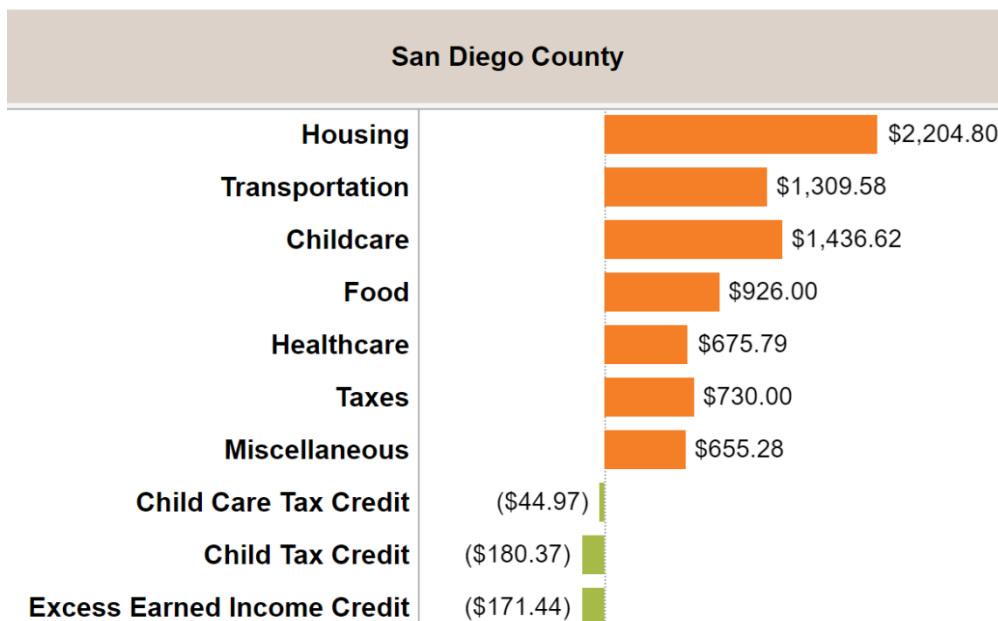 San Diego County
Housing $2,204.80
Transportation $1,309.58
Childcare $1,436.62
Food $926.00
Healthcare $675.79
Taxes $730.00
Miscellaneous $655.28
Child Care Tax Credit ($44.97)
Child Tax Credit ($180.37)
Excess Earned Income Credit ($171.44)